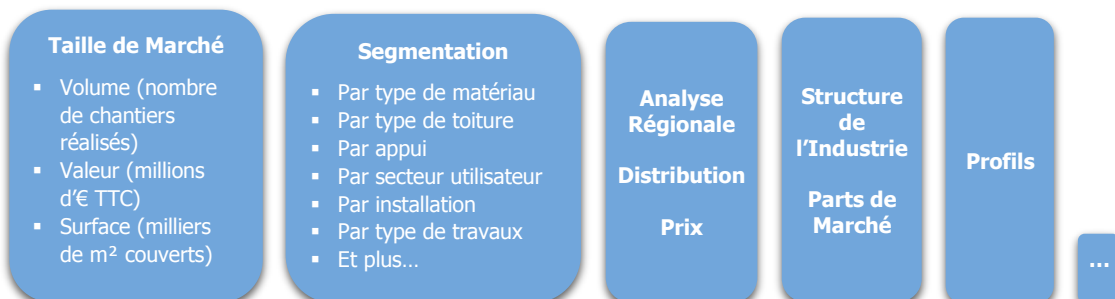 Taille de Marché
▪ Volume (nombre
de chantiers
réalisés)
▪ Valeur (millions
d'€ TTC)
▪ Surface (milliers
de m² couverts)
Segmentation
▪ Par type de matériau
▪ Par type de toiture
▪ Par appui
▪ Par secteur utilisateur
▪ Par installation
▪ Par type de travaux
▪ Et plus…
Analyse
Régionale
Distribution
Prix
Structure
de
l'Industrie
Parts de
Marché
Profils
…